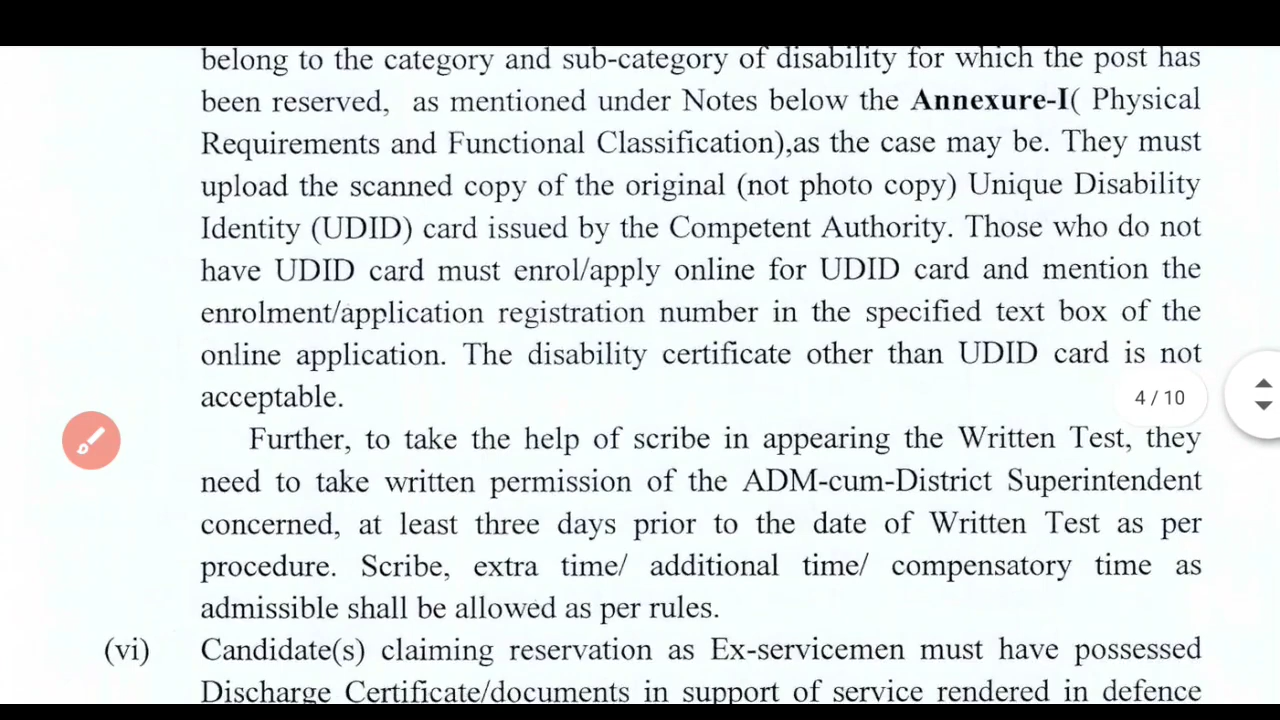 belong to the category and sub-category of disability for which the post has
been reserved, as mentioned under Notes below the Annexure-I( Physical
Requirements and Functional Classification),as the case may be. They must
upload the scanned copy of the original (not photo copy) Unique Disability
Identity (UDID) card issued by the Competent Authority. Those who do not
have UDID card must enrol/apply online for UDID card and mention the
enrolment/application registration number in the specified text box of the
online application. The disability certificate other than UDID card is not
acceptable.
4 / 10
Further, to take the help of scribe in appearing the Written Test, they
need to take written permission of the ADM-cum-District Superintendent
concerned, at least three days prior to the date of Written Test as per
procedure. Scribe, extra time/ additional time/ compensatory time as
admissible shall be allowed as per rules.
(vi) Candidate(s) claiming reservation as Ex-servicemen must have possessed
Discharge Certificate/documents in support of service rendered in defence